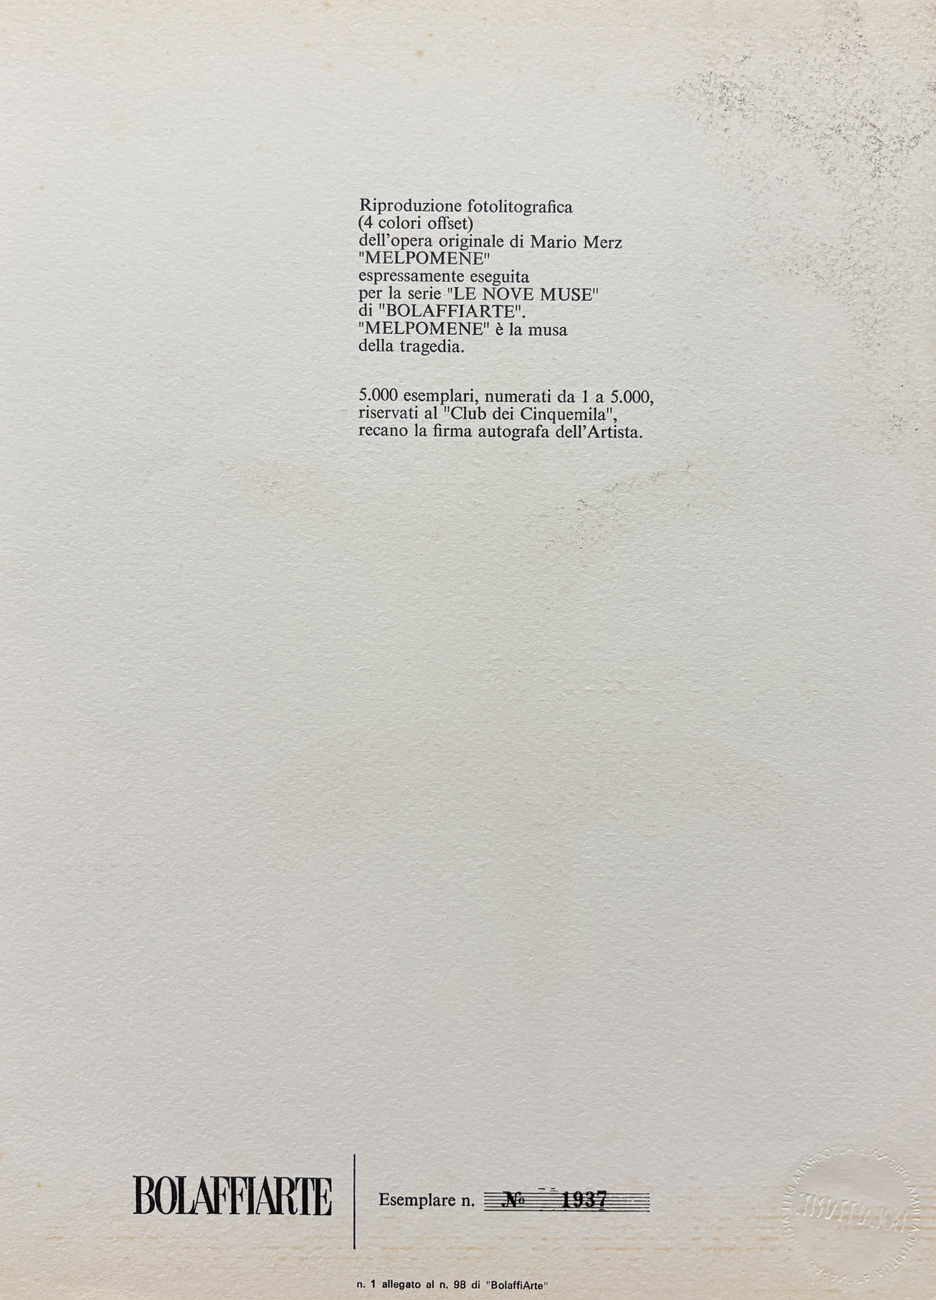 Riproduzione fotolitografica
(4 colori offset)
dell'opera originale di Mario Merz
"MELPOMENE"
espressamente eseguita
per la serie "LE NOVE MUSE"
di "BOLAFFIARTE".
"MELPOMENE" è la musa
della tragedia.
5.000 esemplari, numerati da 1 a 5.000,
riservati al "Club dei Cinquemila",
recano la firma autografa dell'Artista.
BOLAFFIARTE
Esemplare n. No 1937
n. 1 allegato al n. 98 di "BolaffiArte"